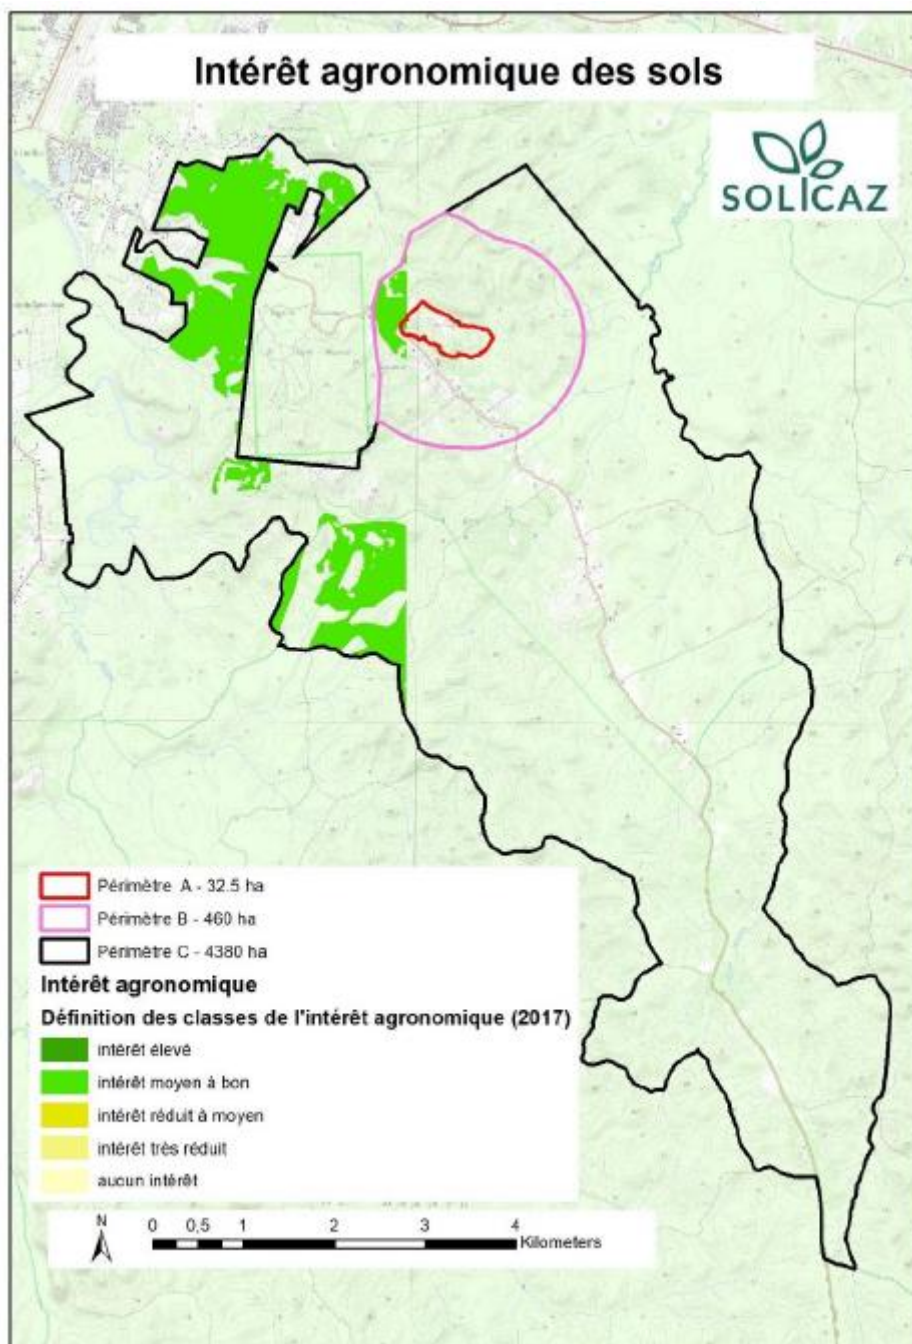 Intérêt agronomique des sols
SOLICAZ
Périmètre A - 32.5 ha
Périmètre B - 460 ha
Périmètre C - 4380 ha
Intérêt agronomique
Définition des classes de l'intérêt agronomique (2017)
intérêt élevé
intérêt moyen à bon
intérêt réduit à moyen
intérêt très réduit
aucun intérêt
N
0 0,5 1 2 3 4
Kilometers